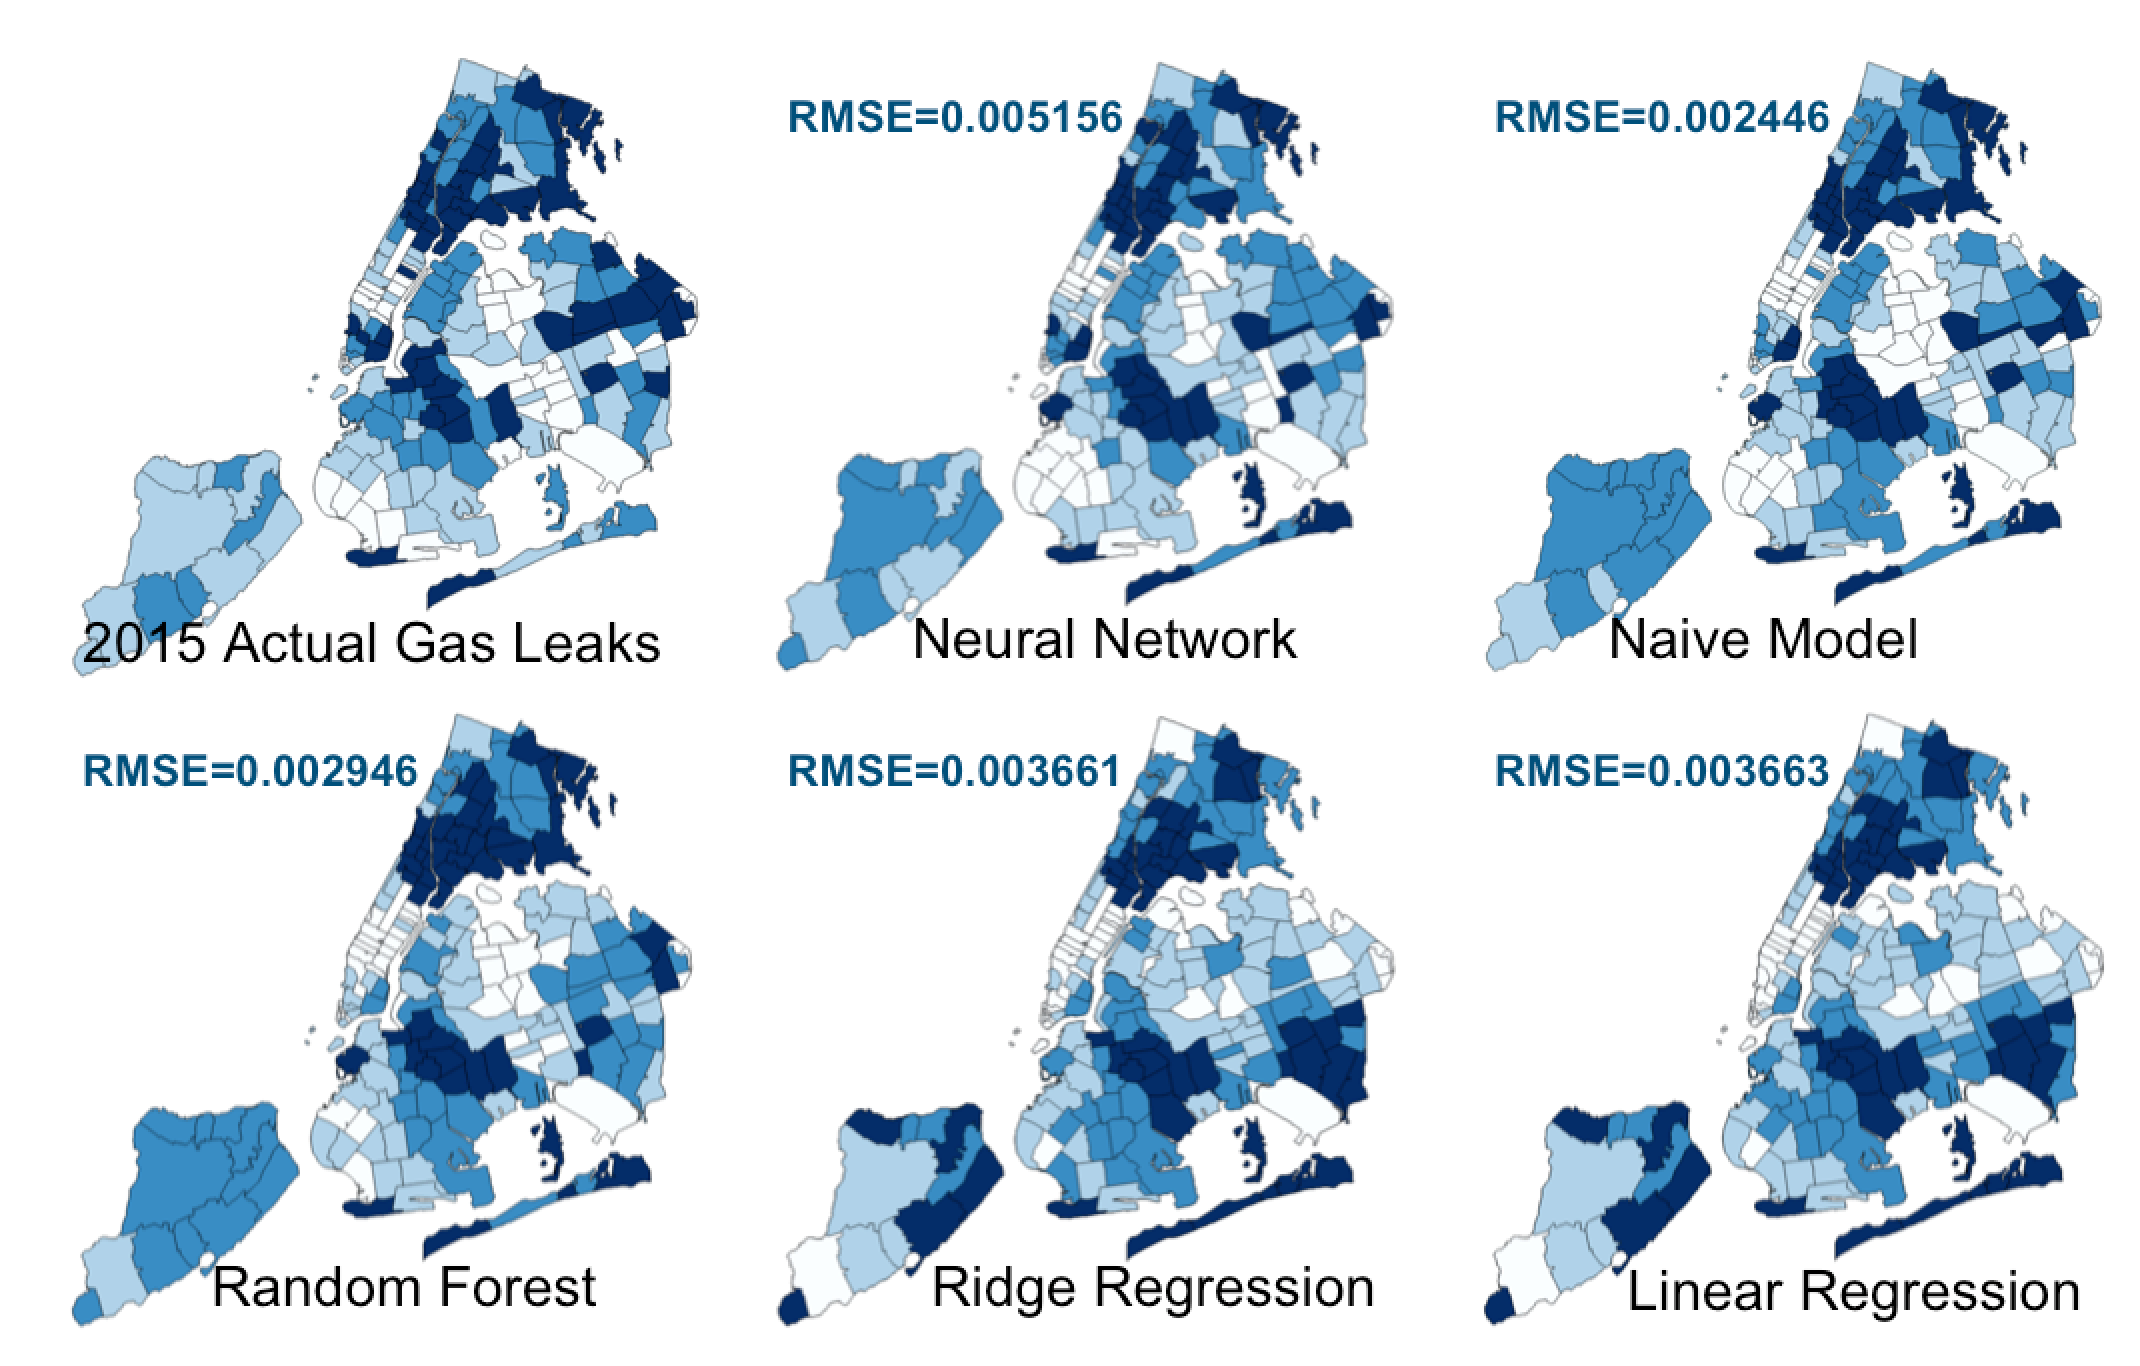 RMSE=0.005156
RMSE=0.002446
2015 Actual Gas Leaks
Neural Network
Naive Model
RMSE=0.002946
RMSE=0.003661
RMSE=0.003663
Random Forest
Ridge Regression
Linear Regression